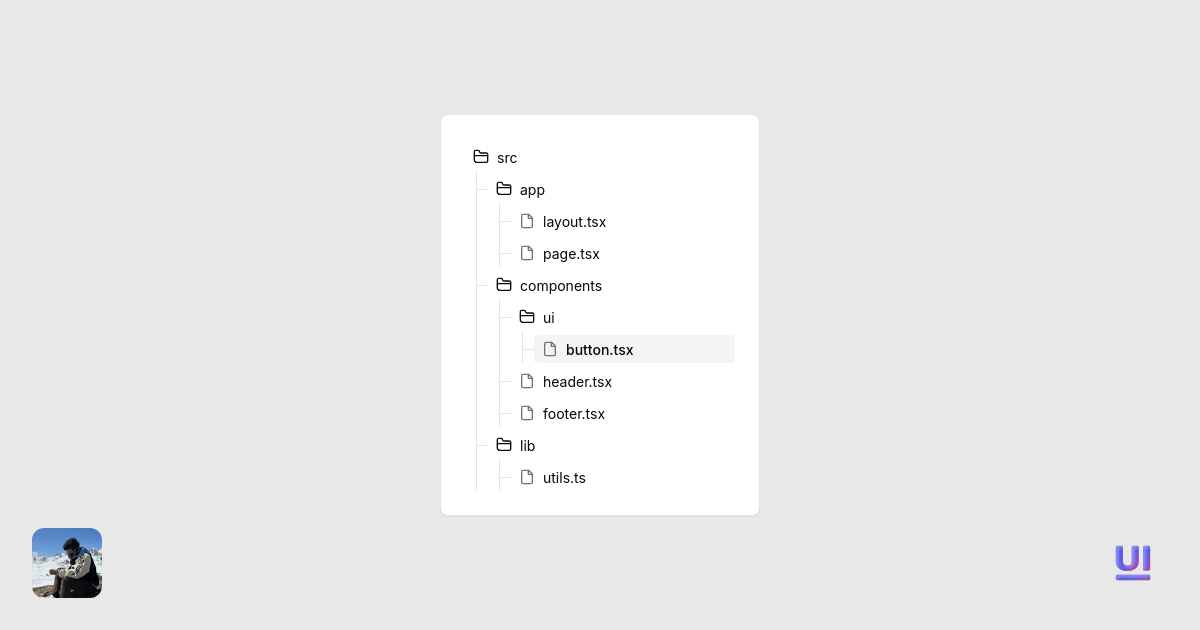 src
app
layout.tsx
page.tsx
components
ui
button.tsx
header.tsx
footer.tsx
lib
utils.ts
UI